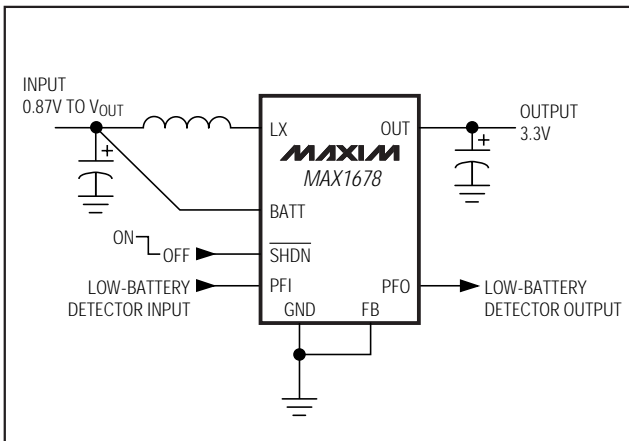 INPUT
0.87V TO VOUT
LX
OUT
OUTPUT
3.3V
MAXIM
MAX1678
BATT
ON
OFF
SHDN
LOW-BATTERY
DETECTOR INPUT
PFI
PFO
LOW-BATTERY
DETECTOR OUTPUT
GND
FB
+
+